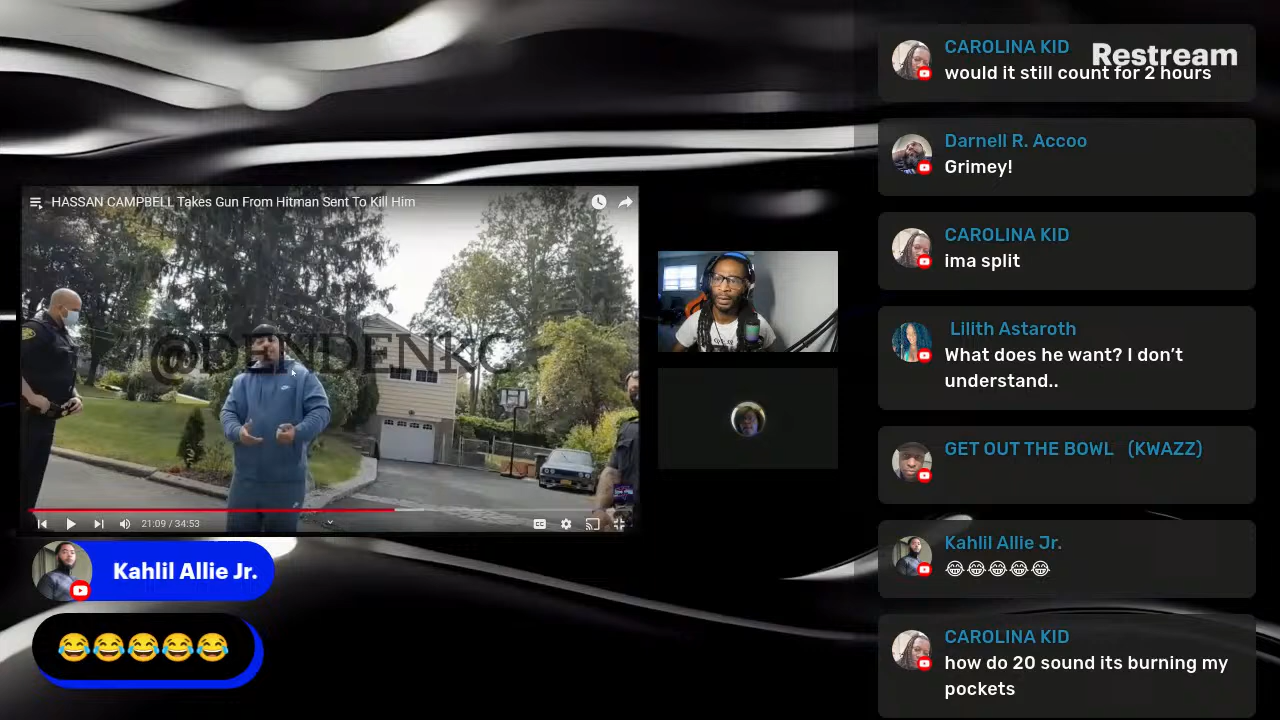 Restream
CAROLINA KID
would it still count for 2 hours
Darnell R. Accoo
Grimey!
CAROLINA KID
ima split
Lilith Astaroth
What does he want? I don’t
understand..
GET OUT THE BOWL (KWAZZ)
Kahlil Allie Jr.
😂😂😂😂😂
CAROLINA KID
how do 20 sound its burning my
pockets
HASSAN CAMPBELL Takes Gun From Hitman Sent To Kill Him
@DENDENKC
21:09 / 34:53
CC
Kahlil Allie Jr.
😂😂😂😂😂